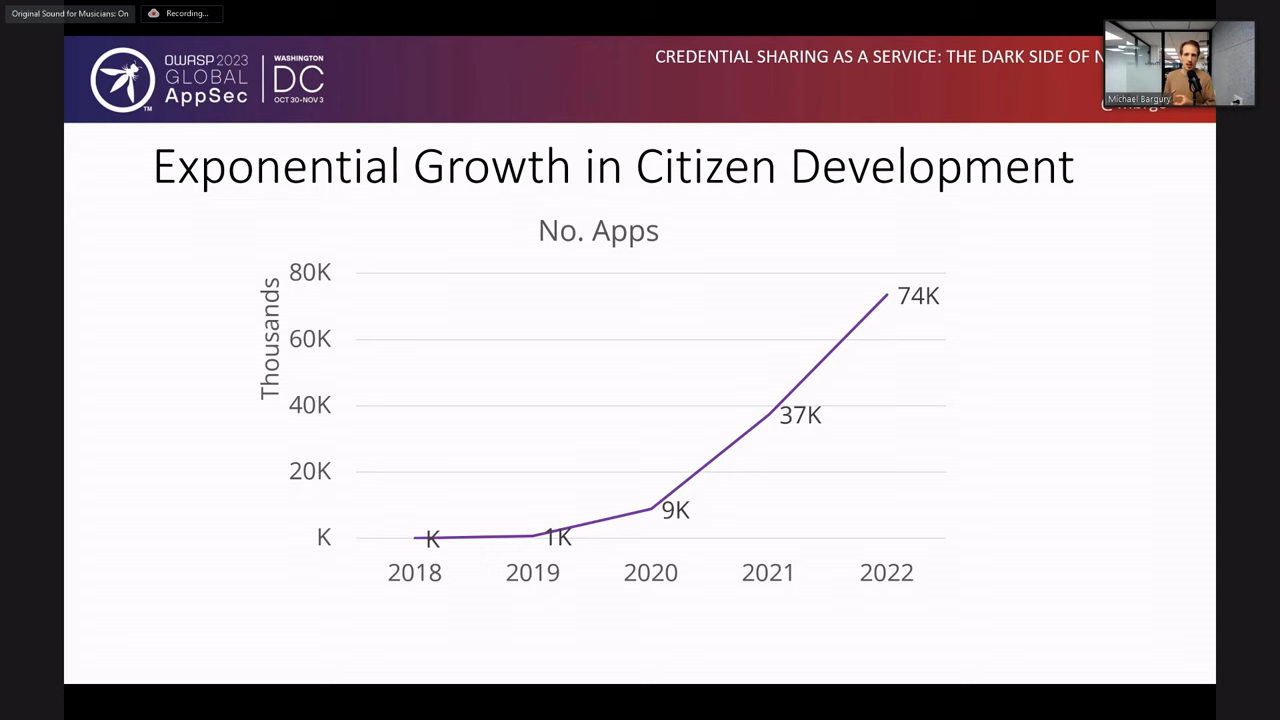 Original Sound for Musicians: On
Recording...
OWASP 2023
GLOBAL
AppSec
TM
WASHINGTON
DC
OCT 30-NOV 3
CREDENTIAL SHARING AS A SERVICE: THE DARK SIDE OF N
Michael Bargury
Exponential Growth in Citizen Development
No. Apps
Thousands
80K
60K
40K
20K
K
74K
37K
9K
1K
K
2018 2019 2020 2021 2022